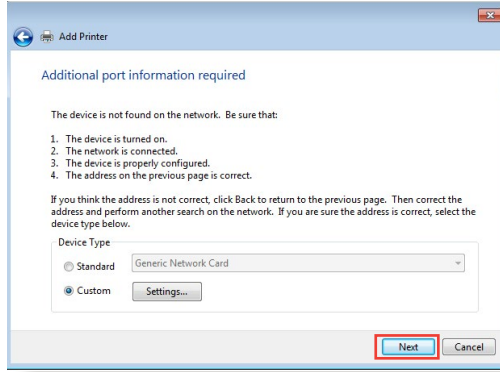 Add Printer
Additional port information required
The device is not found on the network.  Be sure that:
1.  The device is turned on.
2.  The network is connected.
3.  The device is properly configured.
4.  The address on the previous page is correct.
If you think the address is not correct, click Back to return to the previous page.  Then correct the
address and perform another search on the network.  If you are sure the address is correct, select the
device type below.
Device Type
Standard Generic Network Card
Custom Settings...
Next Cancel